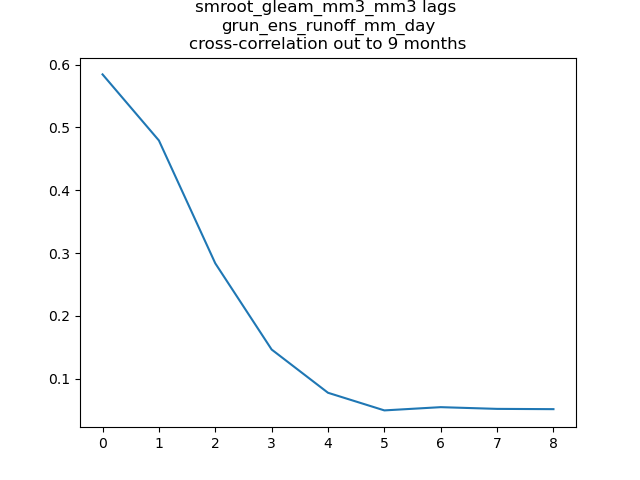 smroot_gleam_mm3_mm3 lags
grun_ens_runoff_mm_day
cross-correlation out to 9 months
0.6
0.5
0.4
0.3
0.2
0.1
0 1 2 3 4 5 6 7 8